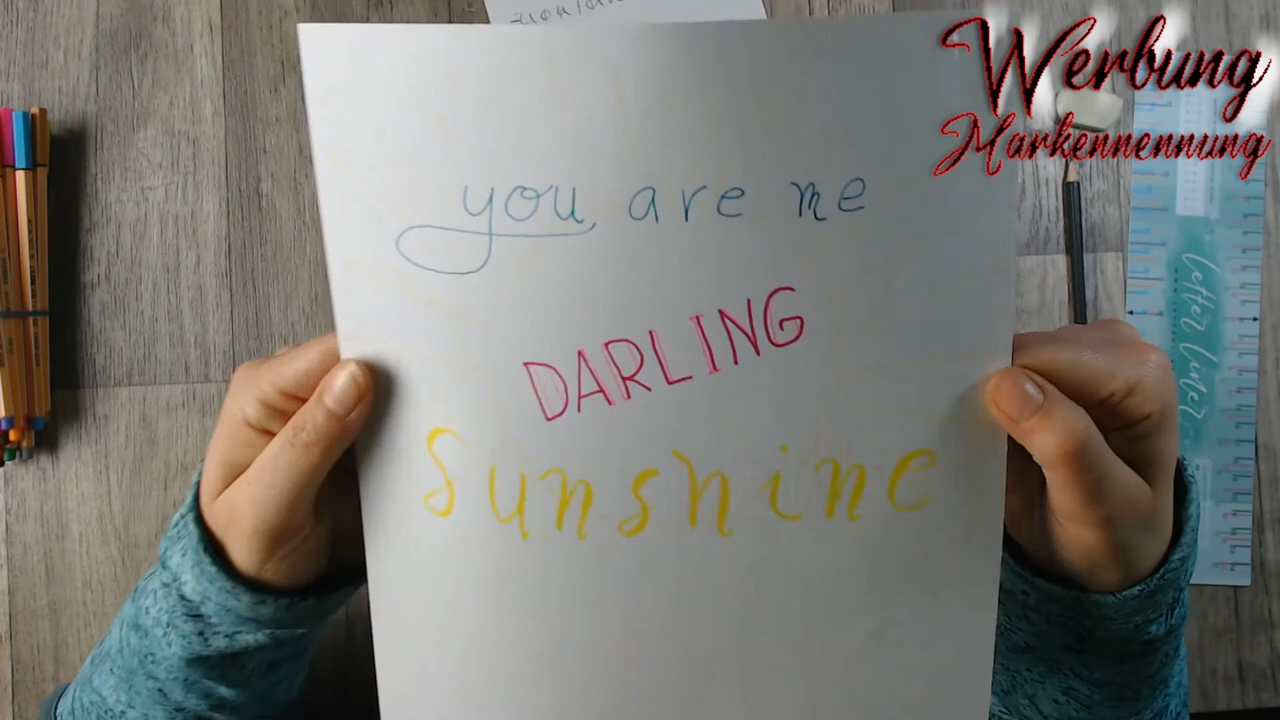 Werbung
Markennennung
you are me
DARLING
Sunshine
Letter Liner